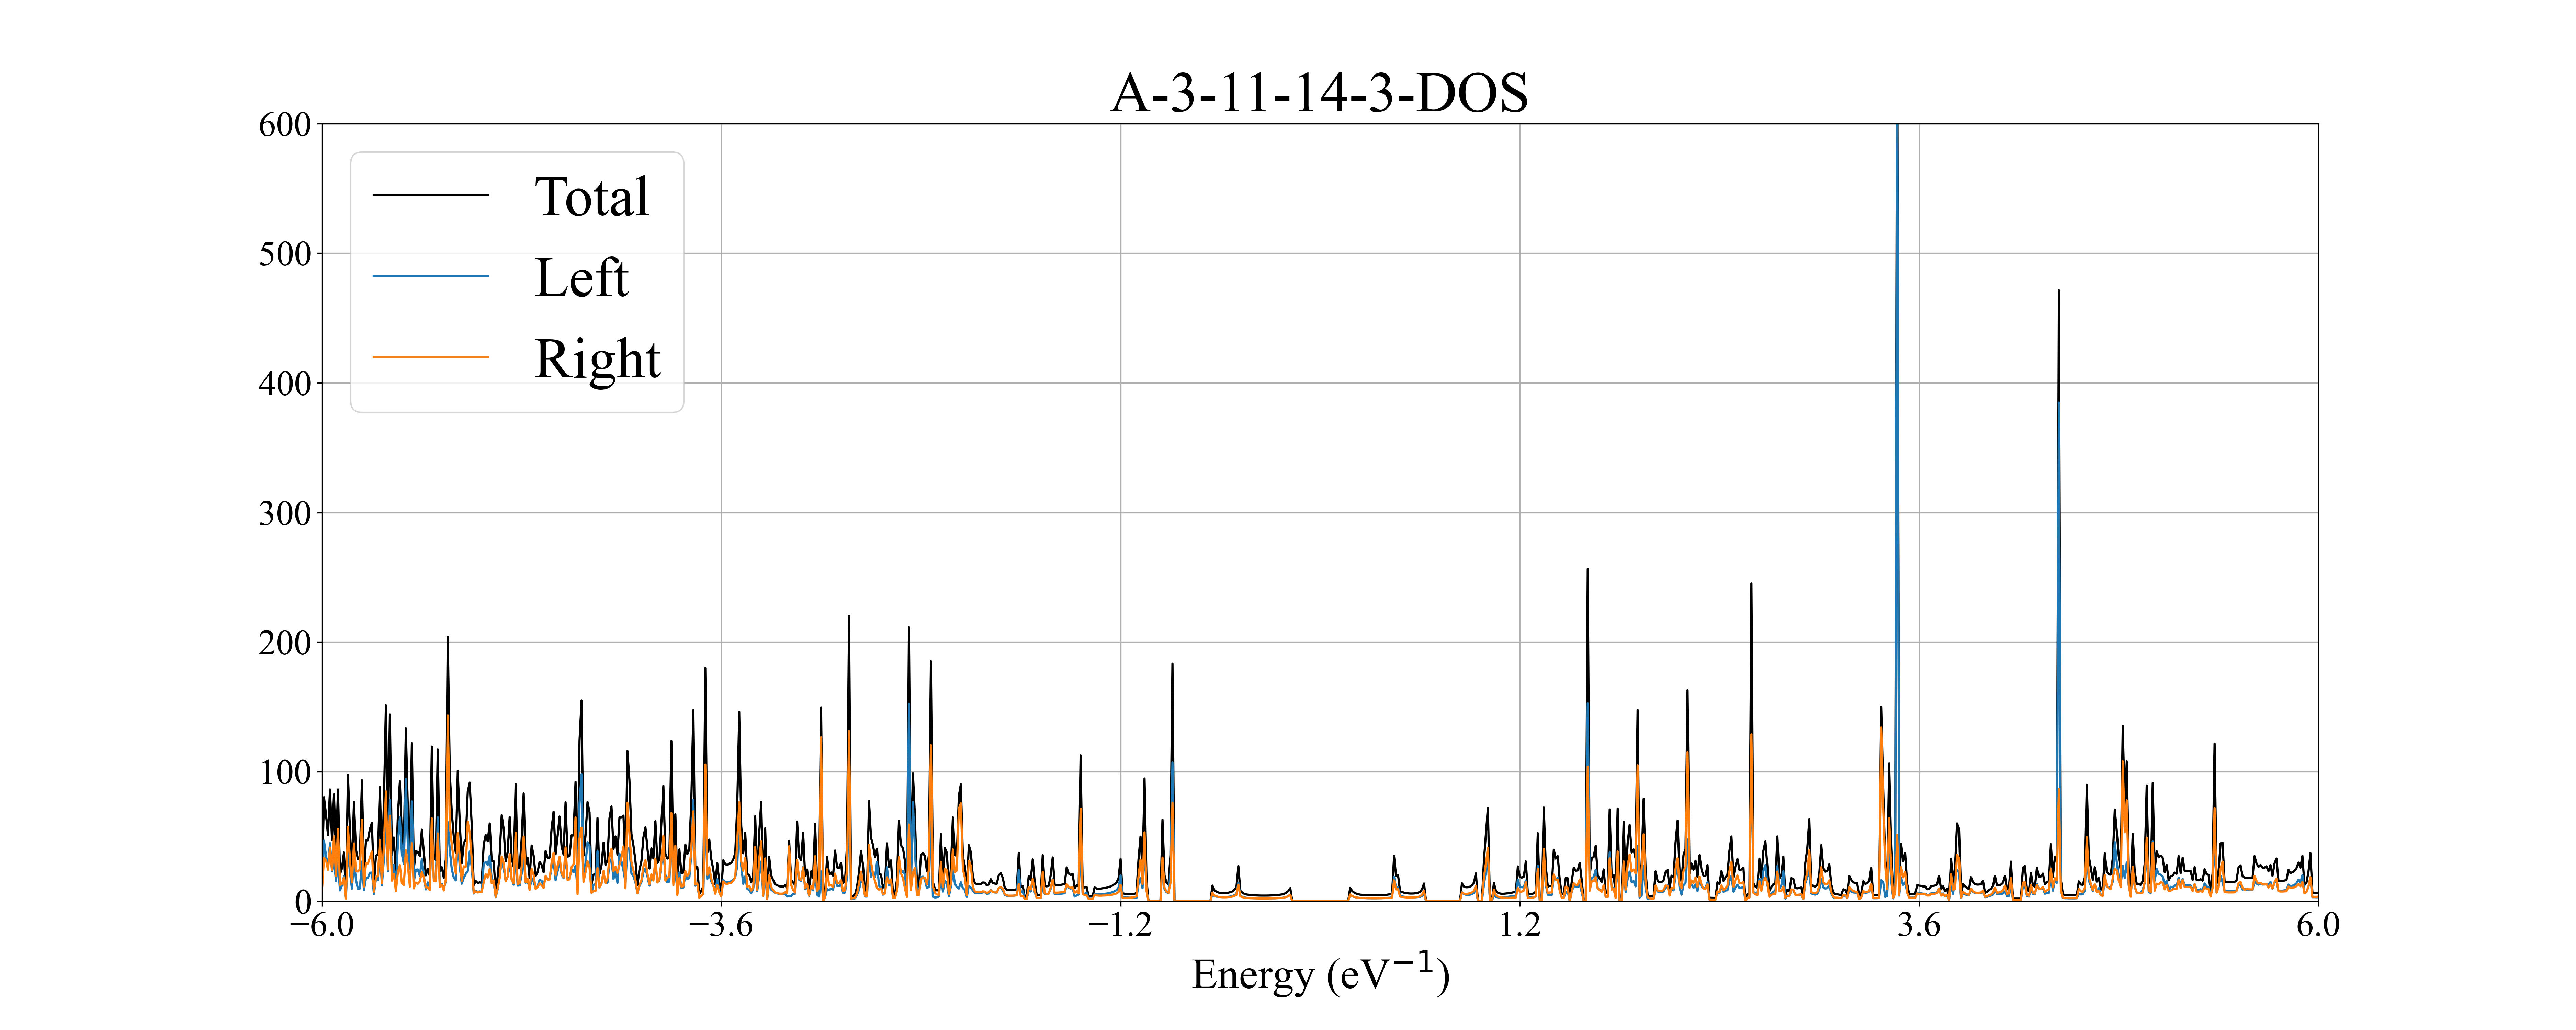 A-3-11-14-3-DOS
600
500
400
300
200
100
0
Total
Left
Right
−6.0
−3.6
−1.2
1.2
3.6
6.0
Energy (eV⁻¹)